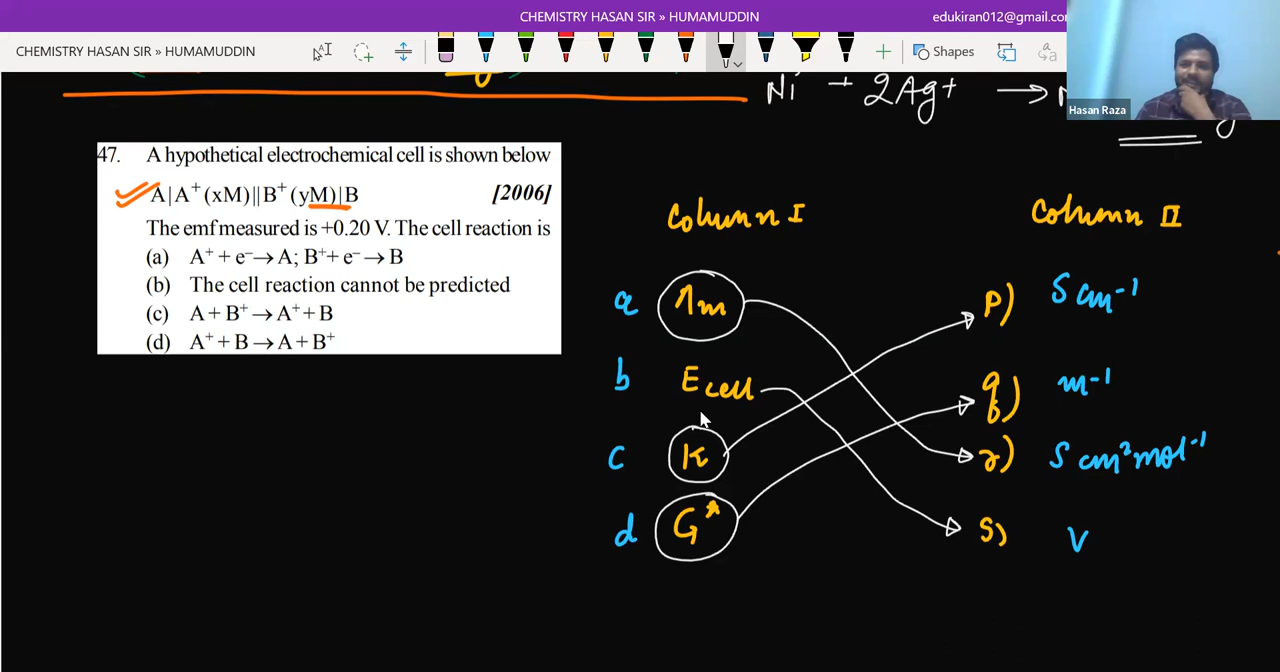 CHEMISTRY HASAN SIR » HUMAMUDDIN
edukiran012@gmail.co
CHEMISTRY HASAN SIR » HUMAMUDDIN
Shapes
Hasan Raza
Ni + 2Ag+ →
47. A hypothetical electrochemical cell is shown below
A|A⁺(xM)||B⁺(yM)|B [2006]
The emf measured is +0.20 V. The cell reaction is
(a) A⁺ + e⁻→A; B⁺+ e⁻ →B
(b) The cell reaction cannot be predicted
(c) A+B⁺→A⁺+B
(d) A⁺+B→A+B⁺
Column I Column II
a Λm p) S cm⁻¹
b Ecell q) m⁻¹
c K r) S cm² mol⁻¹
d G* S) V